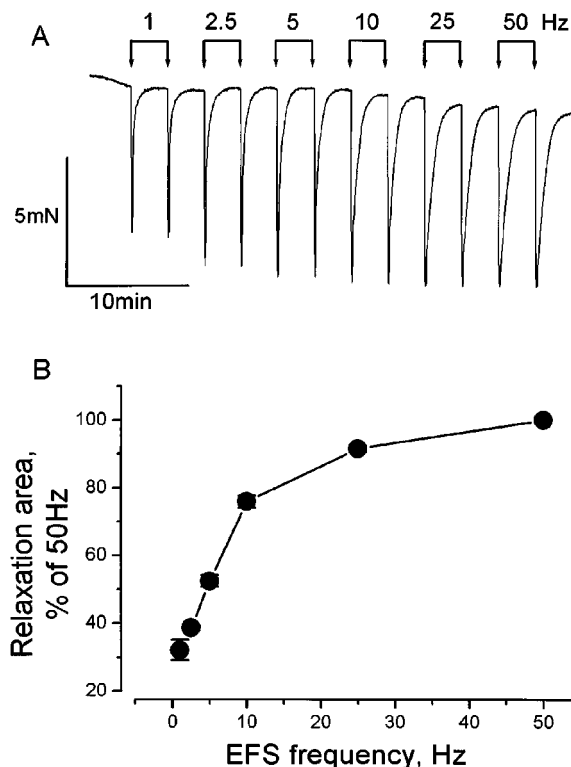 A
1 2.5 5 10 25 50 Hz
5mN
10min
B
Relaxation area,
% of 50Hz
100
80
60
40
20
0 10 20 30 40 50
EFS frequency, Hz